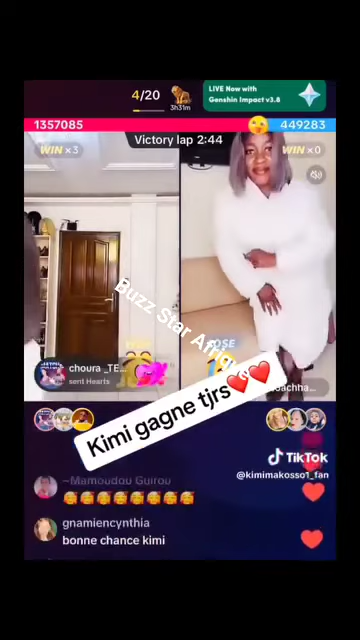 4/20
3h31m
LIVE Now with
Genshin Impact v3.8
1357085
449283
Victory lap 2:44
WIN ×3
WIN ×0
Buzz Star Afrique
choura _TE...
sent Hearts
Kimi gagne tjrs❤️❤️
TikTok
@kimimakosso1_fan
~Mamoudou Guirou
🥰🥰🥰🥰🥰🥰🥰🥰
gnamiencynthia
bonne chance kimi